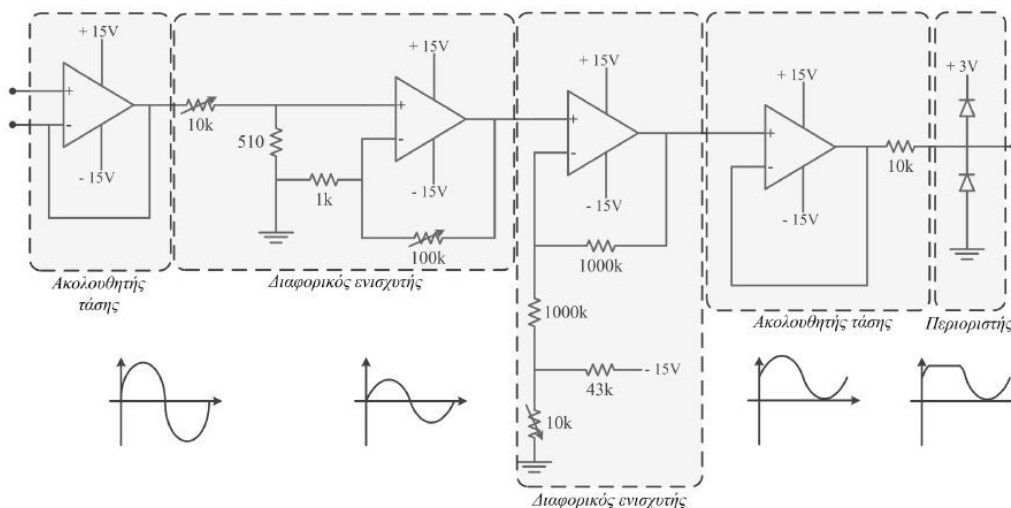 + 15V
+
-
- 15V
Ακολουθητής
τάσης
10k
510
1k
+ 15V
+
-
- 15V
100k
Διαφορικός ενισχυτής
+ 15V
+
-
- 15V
1000k
1000k
43k
- 15V
10k
Διαφορικός ενισχυτής
+ 15V
+
-
- 15V
10k
Ακολουθητής τάσης
+ 3V
Περιοριστής